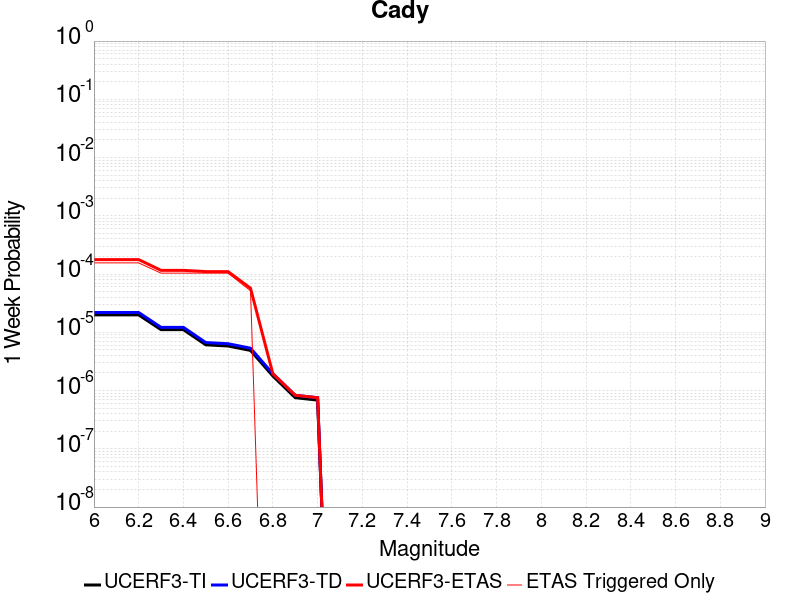 Cady
10^0
10^-1
10^-2
10^-3
10^-4
10^-5
10^-6
10^-7
10^-8
1 Week Probability
6 6.2 6.4 6.6 6.8 7 7.2 7.4 7.6 7.8 8 8.2 8.4 8.6 8.8 9
Magnitude
UCERF3-TI UCERF3-TD UCERF3-ETAS ETAS Triggered Only